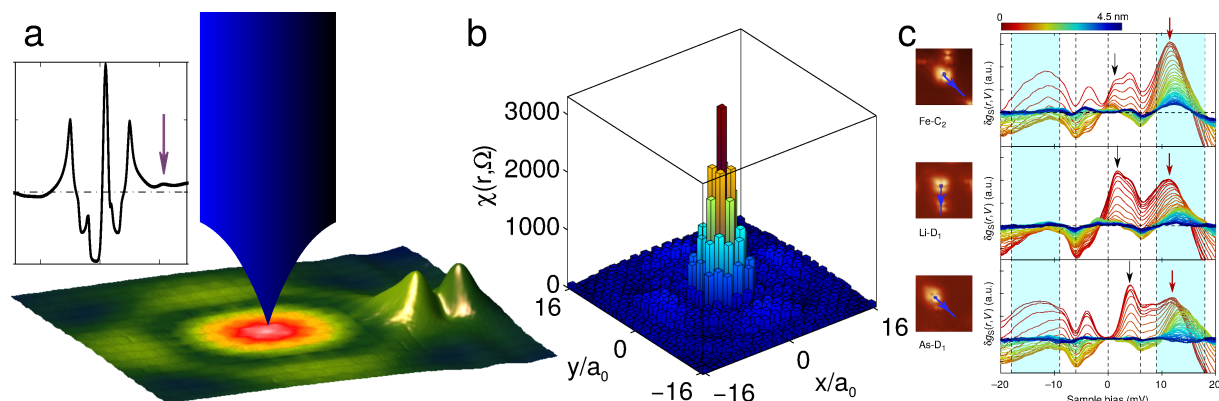 a
b
χ(r,Ω)
3000
2000
1000
0
16
0
−16
y/a₀
−16
0
16
x/a₀
c
0
4.5 nm
Fe-C₂
δgₛ(r,V) (a.u.)
Li-D₁
δgₛ(r,V) (a.u.)
As-D₁
δgₛ(r,V) (a.u.)
−20
−10
0
10
20
Sample bias (mV)